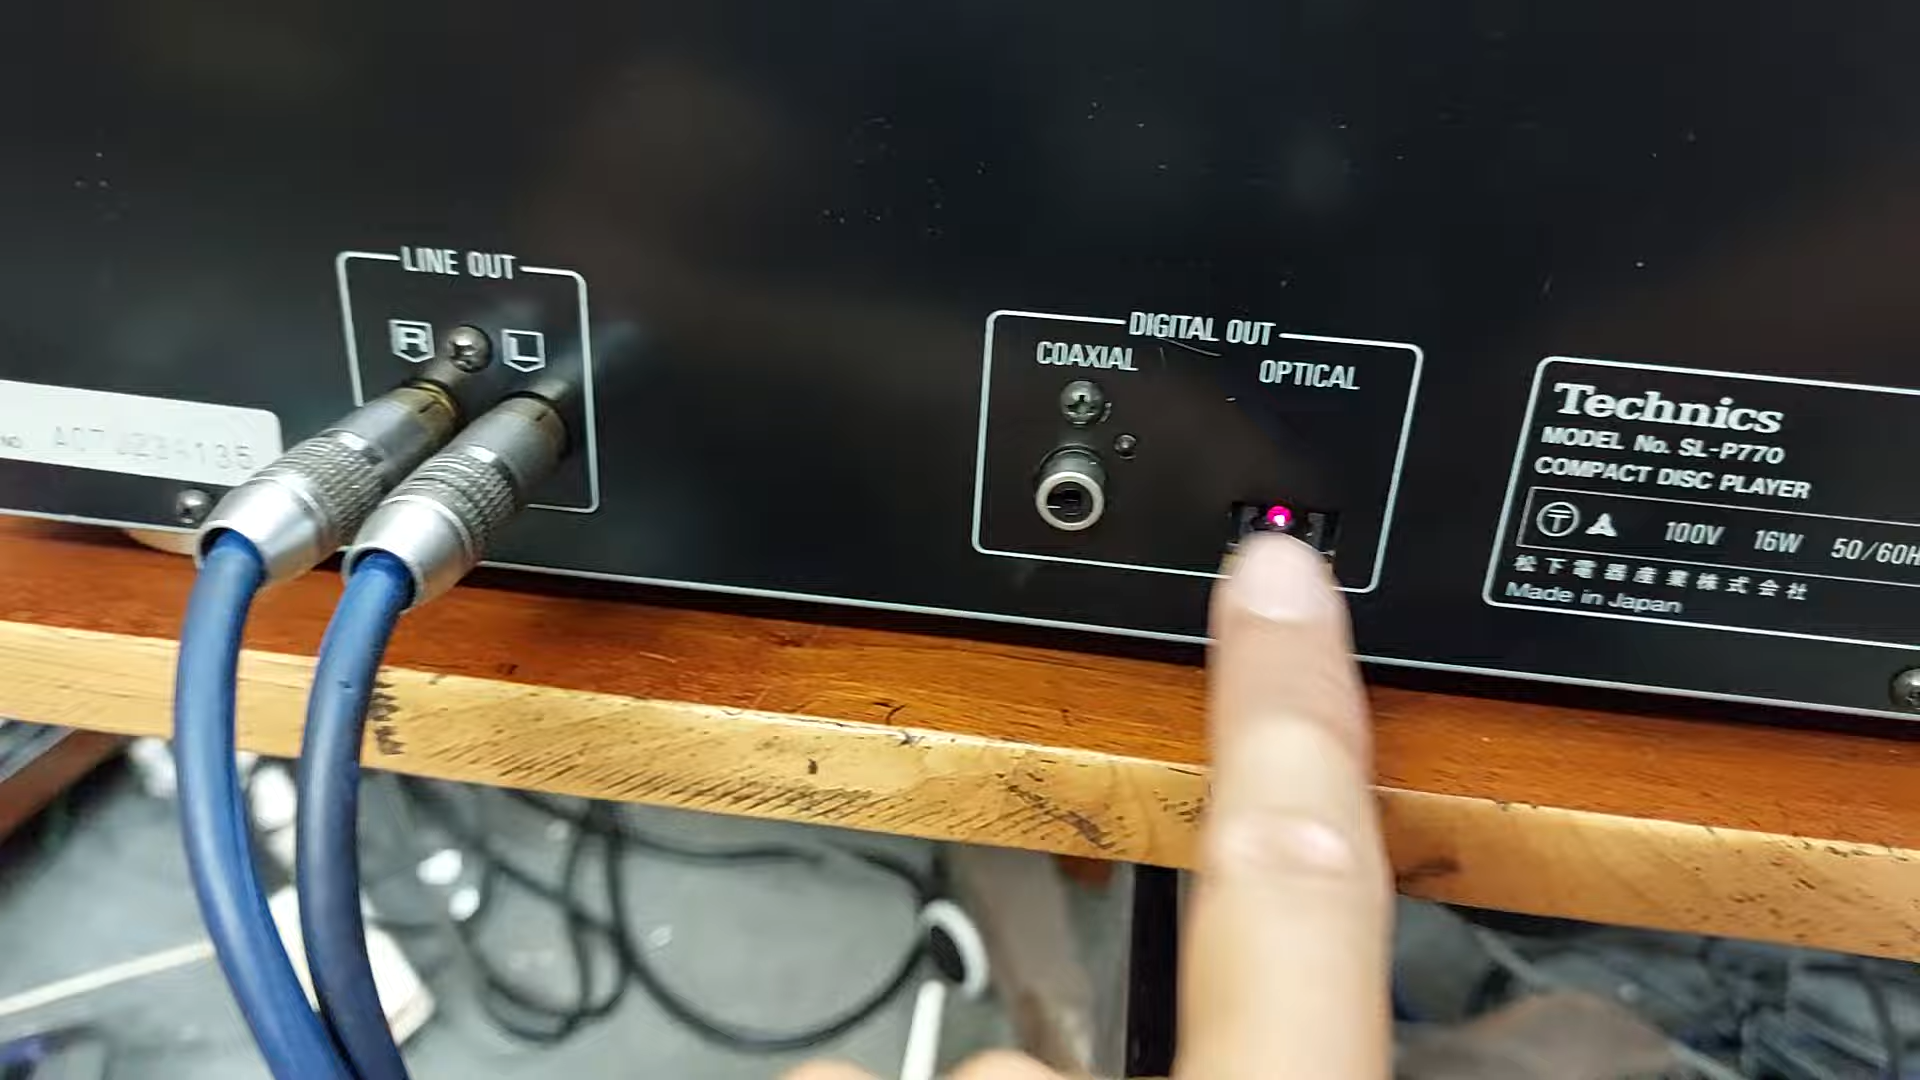 LINE OUT
R L
DIGITAL OUT
COAXIAL
OPTICAL
NO.
Technics
MODEL No. SL-P770
COMPACT DISC PLAYER
T 100V 16W 50/60H
松下電器産業株式会社
Made in Japan